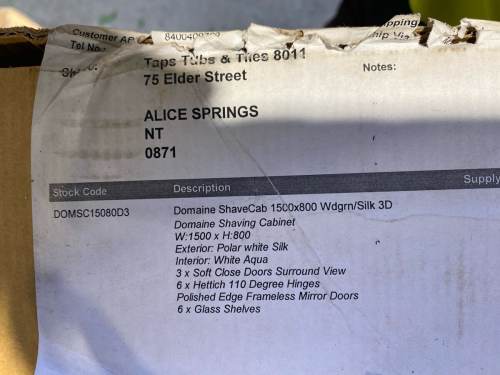 Customer AP
Tel No
Taps Tubs & Tiles 8011
Notes:
75 Elder Street
ALICE SPRINGS
NT
0871
Stock Code Description Supply
DOMSC15080D3 Domaine ShaveCab 1500x800 Wdgrn/Silk 3D
Domaine Shaving Cabinet
W:1500 x H:800
Exterior: Polar white Silk
Interior: White Aqua
3 x Soft Close Doors Surround View
6 x Hettich 110 Degree Hinges
Polished Edge Frameless Mirror Doors
6 x Glass Shelves